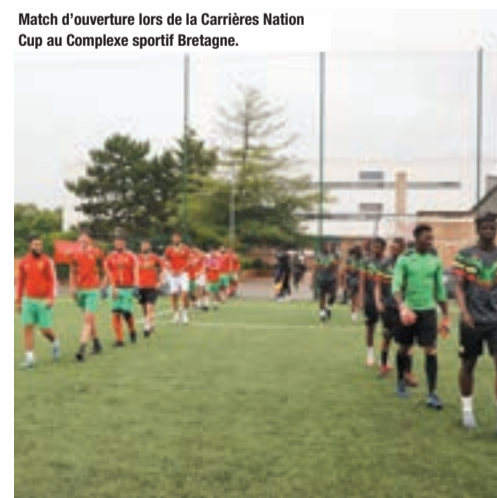 Match d’ouverture lors de la Carrières Nation
Cup au Complexe sportif Bretagne.